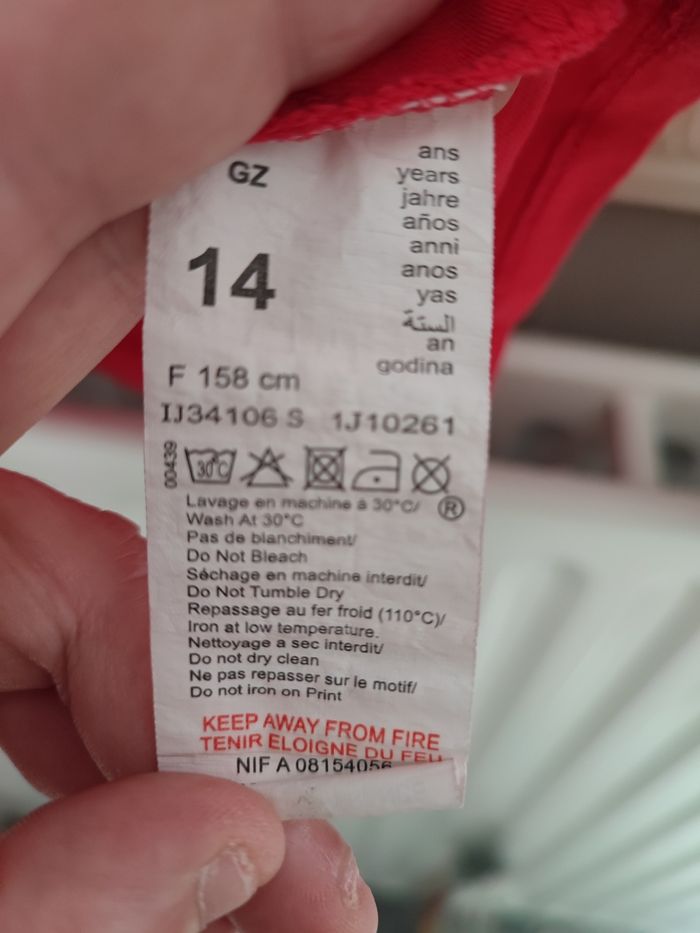 GZ
14
ans
years
jahre
años
anni
anos
yas
السنة
an
godina
F 158 cm
IJ34106 S 1J10261
00439
30°C
Lavage en machine à 30°C/ ®
Wash At 30°C
Pas de blanchiment/
Do Not Bleach
Séchage en machine interdit/
Do Not Tumble Dry
Repassage au fer froid (110°C)/
Iron at low temperature.
Nettoyage a sec interdit/
Do not dry clean
Ne pas repasser sur le motif/
Do not iron on Print
KEEP AWAY FROM FIRE
TENIR ELOIGNE DU FEU
NIF A 08154056